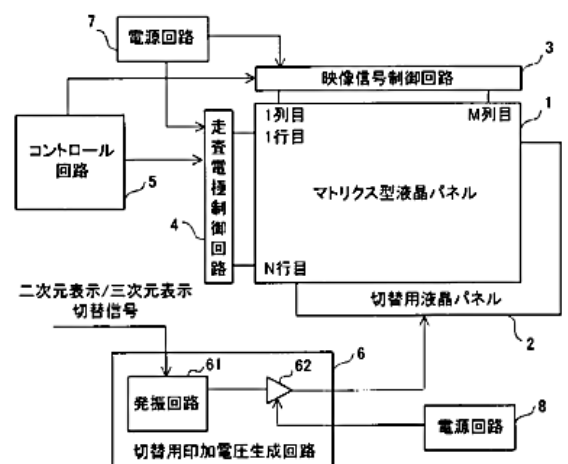 7
電源回路
3
映像信号制御回路
1
1列目
M列目
1行目
走査電極制御回路
コントロール
回路
5
4
マトリクス型液晶パネル
N行目
切替用液晶パネル
2
二次元表示/三次元表示
切替信号
6
61
62
発振回路
8
電源回路
切替用印加電圧生成回路